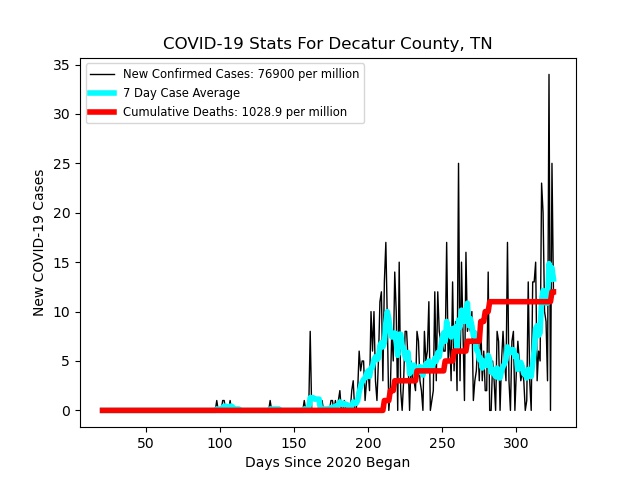 COVID-19 Stats For Decatur County, TN
New Confirmed Cases: 76900 per million
7 Day Case Average
Cumulative Deaths: 1028.9 per million
New COVID-19 Cases
35
30
25
20
15
10
5
0
50 100 150 200 250 300
Days Since 2020 Began